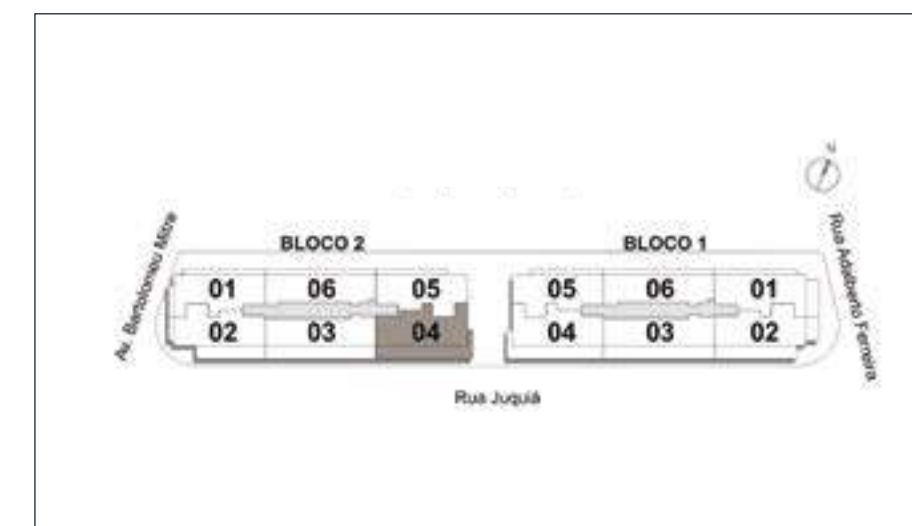 N
BLOCO 2
BLOCO 1
Av. Bartolomeu Mitre
Rua Adalberto Ferreira
01 06 05
05 06 01
02 03 04
04 03 02
Rua Juquiá